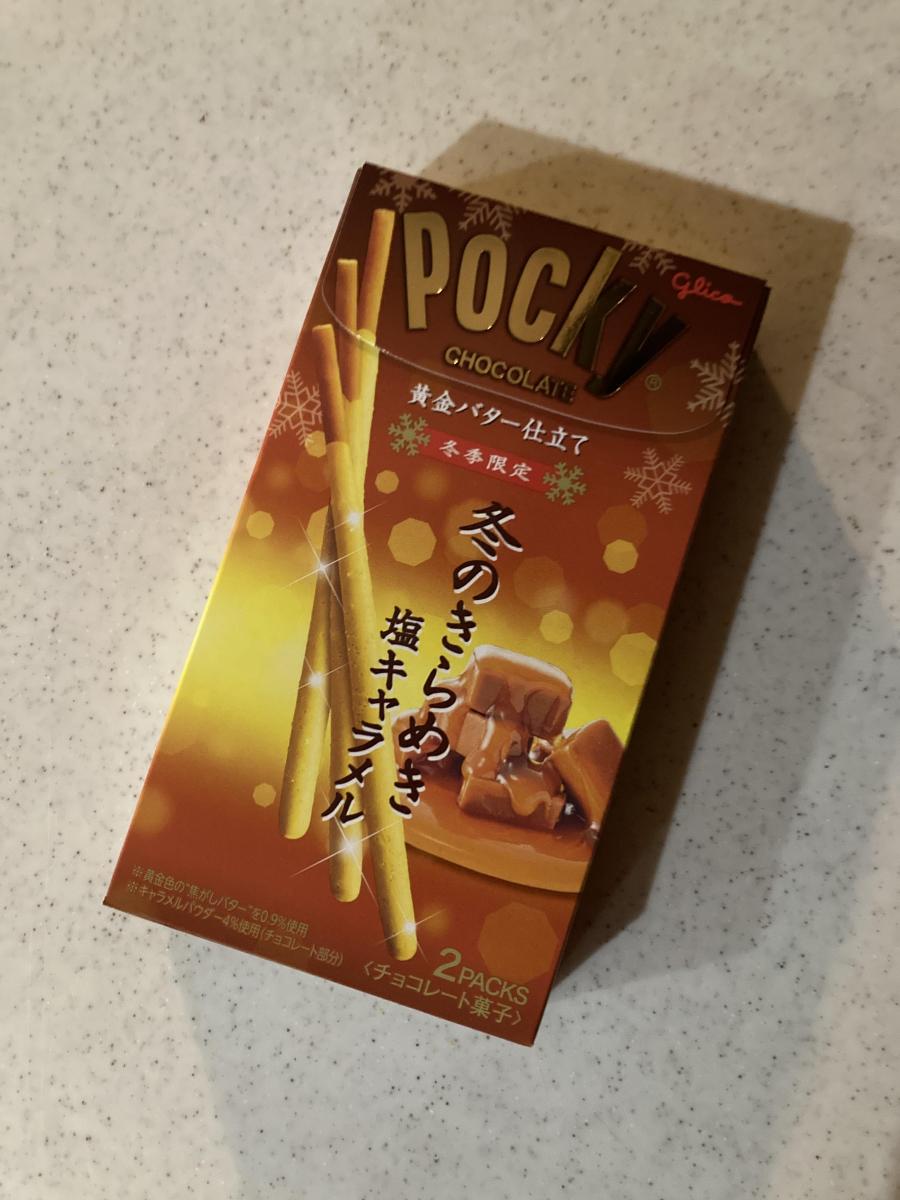 POCKY
Glico
CHOCOLATE
®
黄金バター仕立て
冬季限定
冬のきらめき
塩キャラメル
※黄金色の"焦がしバター"を0.9%使用
※キャラメルパウダー4%使用(チョコレート部分)
2PACKS
〈チョコレート菓子〉